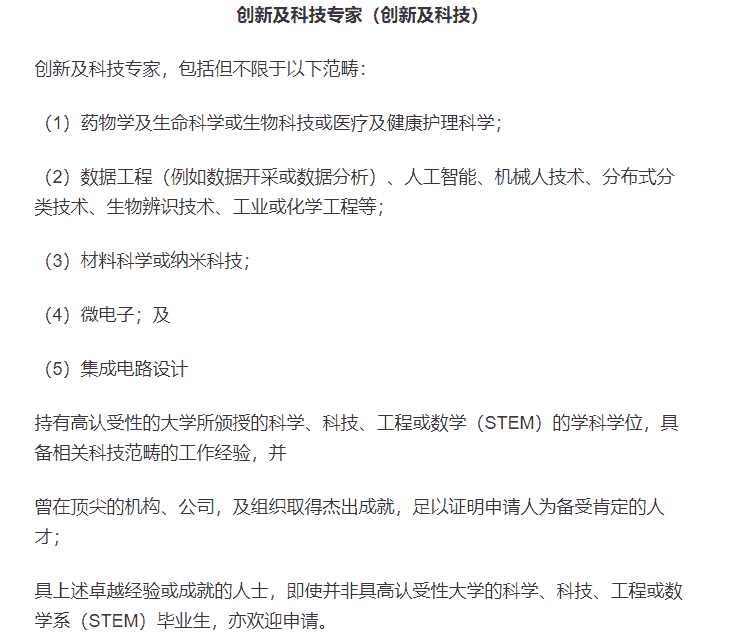 创新及科技专家（创新及科技）
创新及科技专家，包括但不限于以下范畴：
（1）药物学及生命科学或生物科技或医疗及健康护理科学；
（2）数据工程（例如数据开采或数据分析）、人工智能、机械人技术、分布式分
类技术、生物辨识技术、工业或化学工程等；
（3）材料科学或纳米科技；
（4）微电子；及
（5）集成电路设计
持有高认受性的大学所颁授的科学、科技、工程或数学（STEM）的学科学位，具
备相关科技范畴的工作经验，并
曾在顶尖的机构、公司，及组织取得杰出成就，足以证明申请人为备受肯定的人
才；
具上述卓越经验或成就的人士，即使并非具高认受性大学的科学、科技、工程或数
学系（STEM）毕业生，亦欢迎申请。